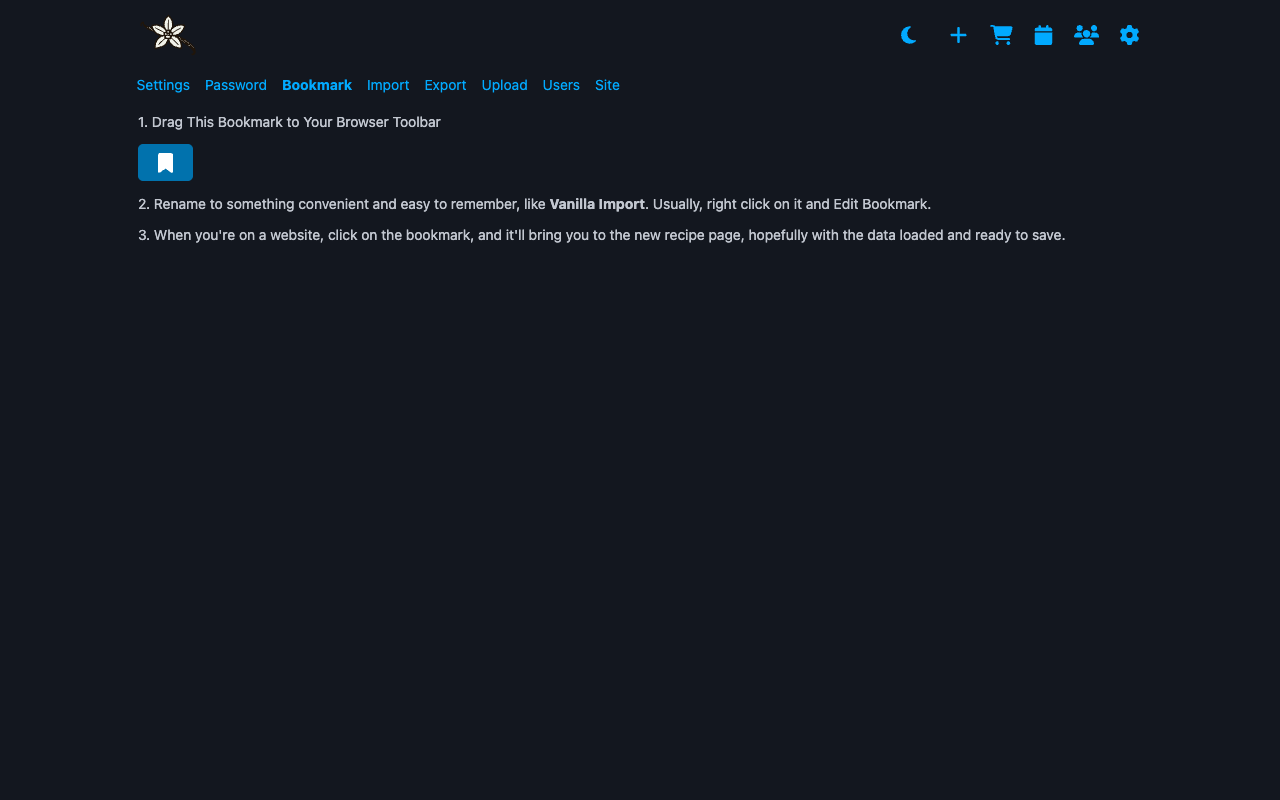 Settings Password Bookmark Import Export Upload Users Site
1. Drag This Bookmark to Your Browser Toolbar
2. Rename to something convenient and easy to remember, like Vanilla Import. Usually, right click on it and Edit Bookmark.
3. When you're on a website, click on the bookmark, and it'll bring you to the new recipe page, hopefully with the data loaded and ready to save.